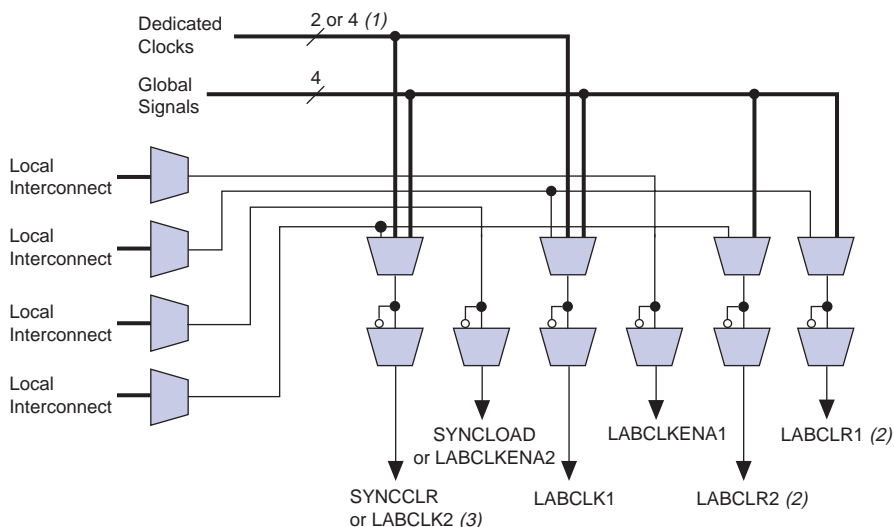 Dedicated
Clocks
2 or 4 (1)
Global
Signals
4
Local
Interconnect
Local
Interconnect
Local
Interconnect
Local
Interconnect
SYNCLOAD
or LABCLKENA2
LABCLKENA1
LABCLR1 (2)
SYNCCLR
or LABCLK2 (3)
LABCLK1
LABCLR2 (2)